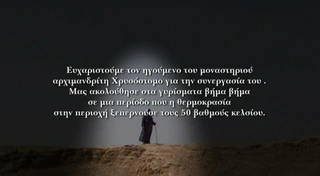 Ευχαριστούμε τον ηγούμενο του μοναστηριού
αρχιμανδρίτη Χρυσόστομο για την συνεργασία του .
Μας ακολούθησε στα γυρίσματα βήμα βήμα
σε μια περίοδο που η θερμοκρασία
στην περιοχή ξεπερνούσε τους 50 βαθμούς κελσίου.